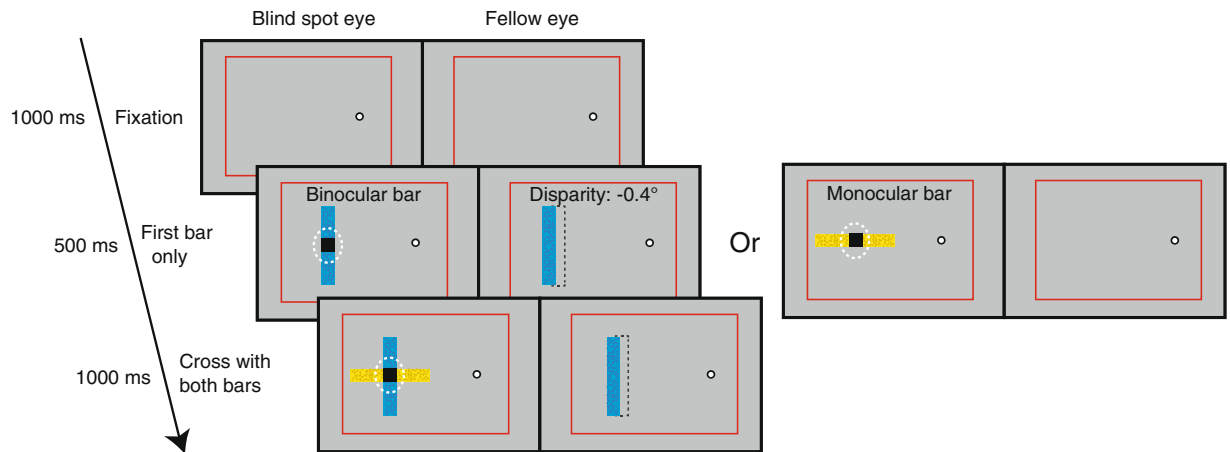 Blind spot eye
Fellow eye
1000 ms
Fixation
Binocular bar
Disparity: -0.4°
Monocular bar
500 ms
First bar
only
Or
1000 ms
Cross with
both bars